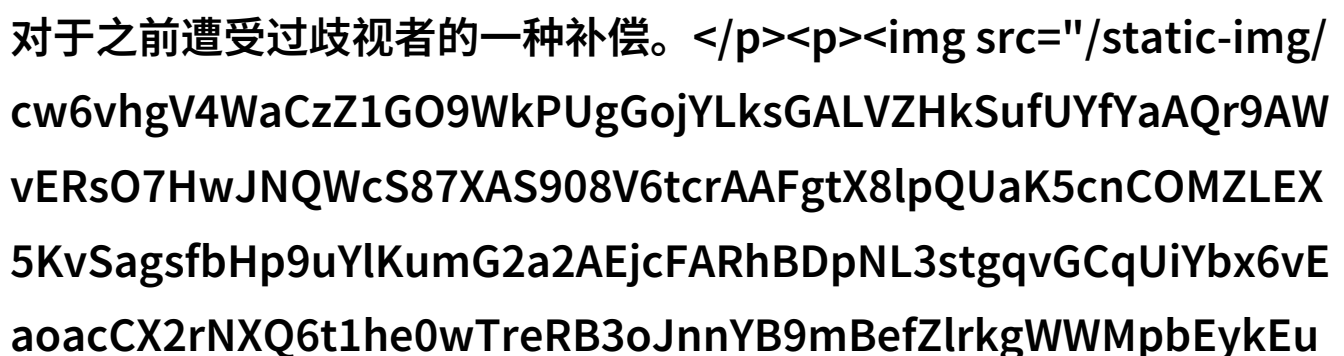 对于之前遭受过歧视者的一种补偿。</p><p><img src="/static-img/
cw6vhgV4WaCzZ1GO9WkPUgGojYLksGALVZHkSufUYfYaAQr9AW
vERsO7HwJNQWcS87XAS908V6tcrAAFgtX8lpQUaK5cnCOMZLEX
5KvSagsfbHp9uYlKumG2a2AEjcFARhBDpNL3stgqvGCqUiYbx6vE
aoacCX2rNXQ6t1he0wTreRB3oJnnYB9mBefZlrkgWWMpbEykEu